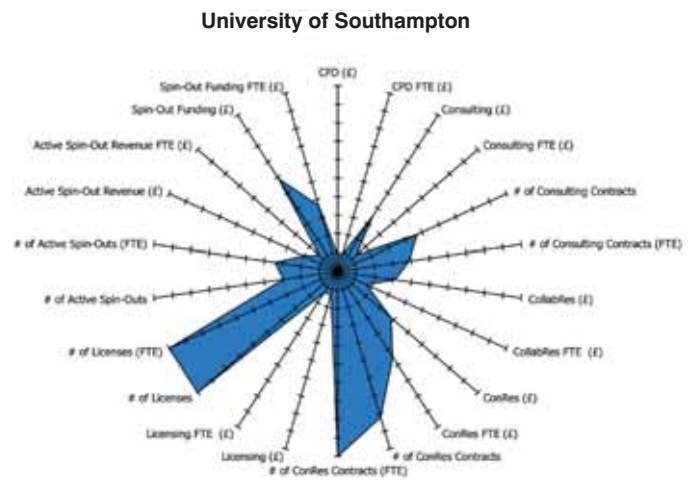 University of Southampton
CPD (£)
Spin-Out Funding FTE (£)
CPD FTE (£)
Spin-Out Funding (£)
Consulting (£)
Active Spin-Out Revenue FTE (£)
Consulting FTE (£)
Active Spin-Out Revenue (£)
# of Consulting Contracts
# of Active Spin-Outs (FTE)
# of Consulting Contracts (FTE)
# of Active Spin-Outs
CollabRes (£)
# of Licenses (FTE)
CollabRes FTE (£)
# of Licenses
ConRes (£)
Licensing FTE (£)
ConRes FTE (£)
Licensing (£)
# of ConRes Contracts
# of ConRes Contracts (FTE)